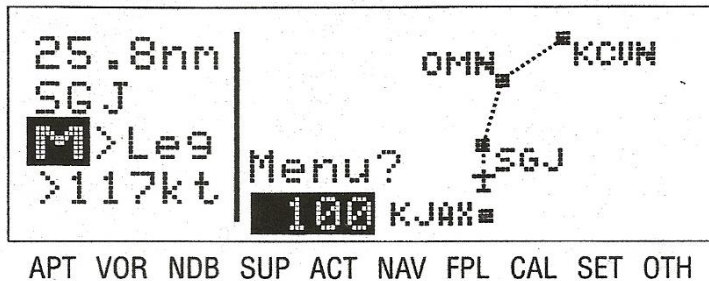 25.8nm
SGJ
M>Leg
>117kt
Menu?
100
OMN
KCVN
SGJ
KJAX
APT VOR NDB SUP ACT NAV FPL CAL SET OTH